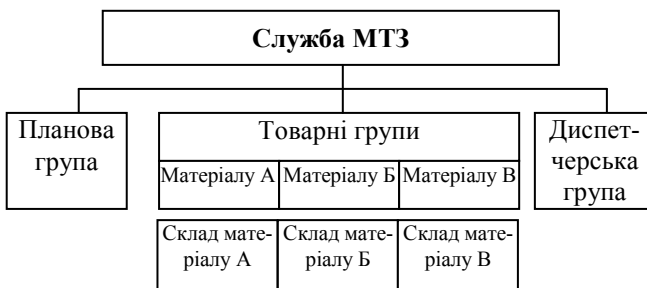 Служба МТЗ
Планова
група
Товарні групи
Матеріалу А
Матеріалу Б
Матеріалу В
Диспет-
черська
група
Склад мате-
ріалу А
Склад мате-
ріалу Б
Склад мате-
ріалу В